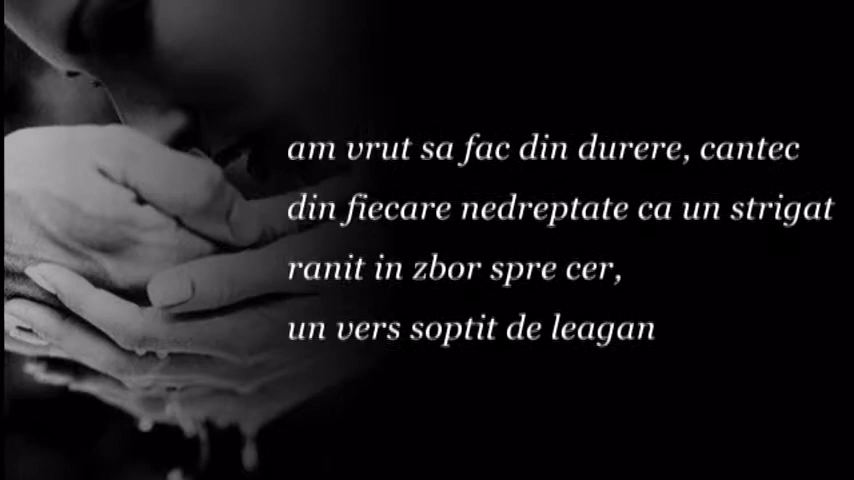 am vrut sa fac din durere, cantec
din fiecare nedreptate ca un strigat
ranit in zbor spre cer,
un vers soptit de leagan